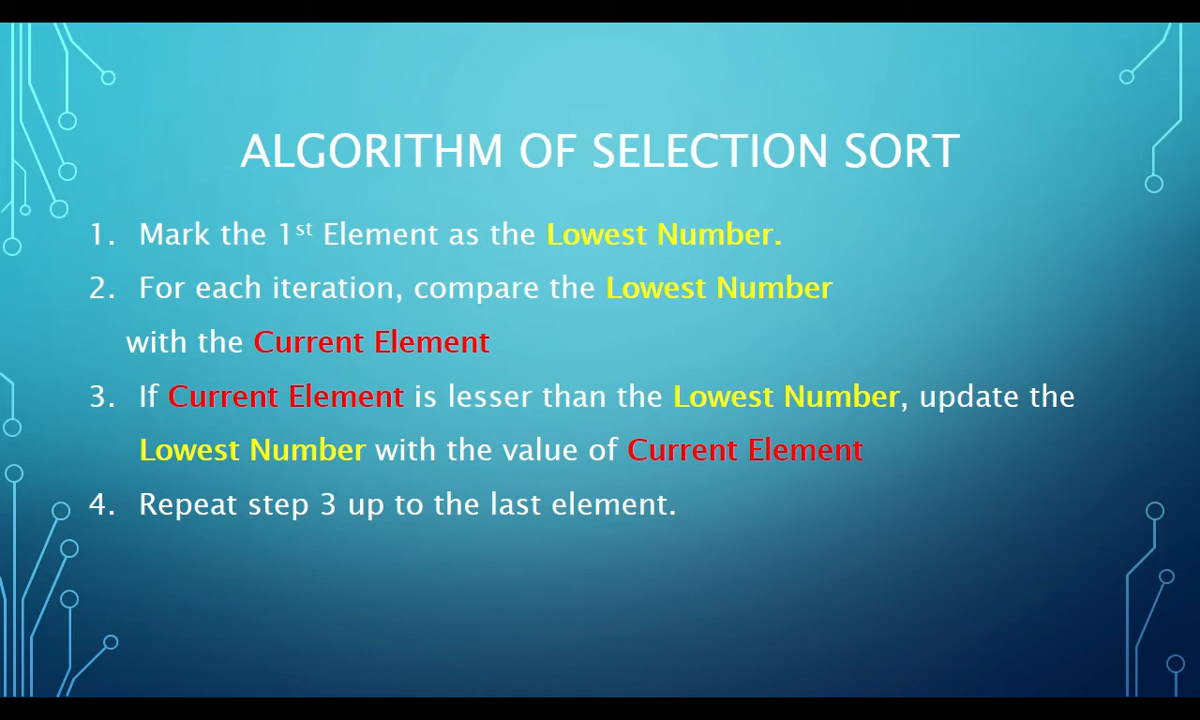 ALGORITHM OF SELECTION SORT
1. Mark the 1st Element as the Lowest Number.
2. For each iteration, compare the Lowest Number
with the Current Element
3. If Current Element is lesser than the Lowest Number, update the
Lowest Number with the value of Current Element
4. Repeat step 3 up to the last element.